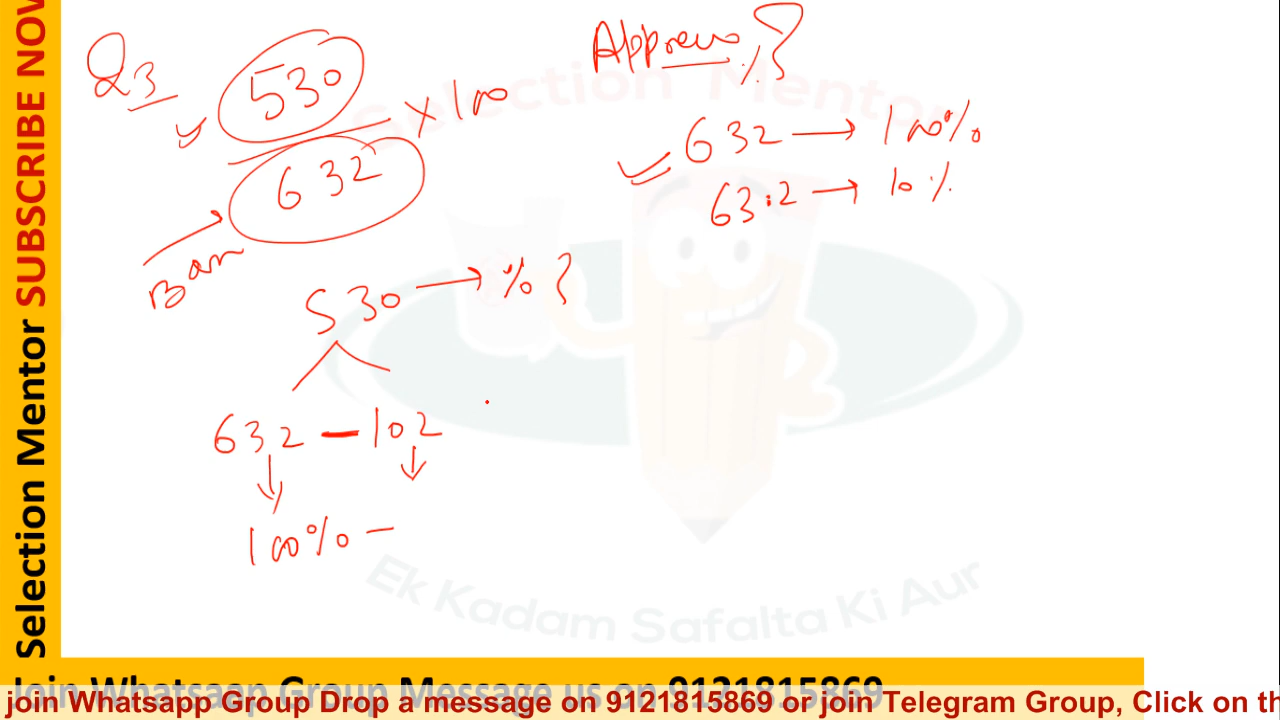 Selection Mentor SUBSCRIBE NOW
Q3
530
632
× 100
Base
Approx %?
632 → 100%
63.2 → 10%
530 → %?
632 − 102
100% −
Selection Mentor
Ek Kadam Safalta Ki Aur
Join Whatsapp Group Message us on 9121815869
join Whatsapp Group Drop a message on 9121815869 or join Telegram Group, Click on th